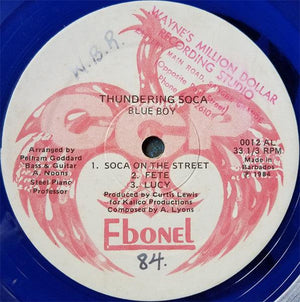 W.B.R.
WAYNE'S MILLION DOLLAR
RECORDING STUDIO
MAIN ROAD,
THUNDERING SOCA
BLUE BOY
Arranged by
Pelham Goddard
Bass & Guitar
A. Noons
Steel Piano
Professor
1. SOCA ON THE STREET
2. FETE
3. LUCY
Produced by Curtis Lewis
for Kalico Productions
Composed by A. Lyons
0012 AL
33.1/3 RPM
Made in
Barbados
℗ 1984
Ebonel
84.